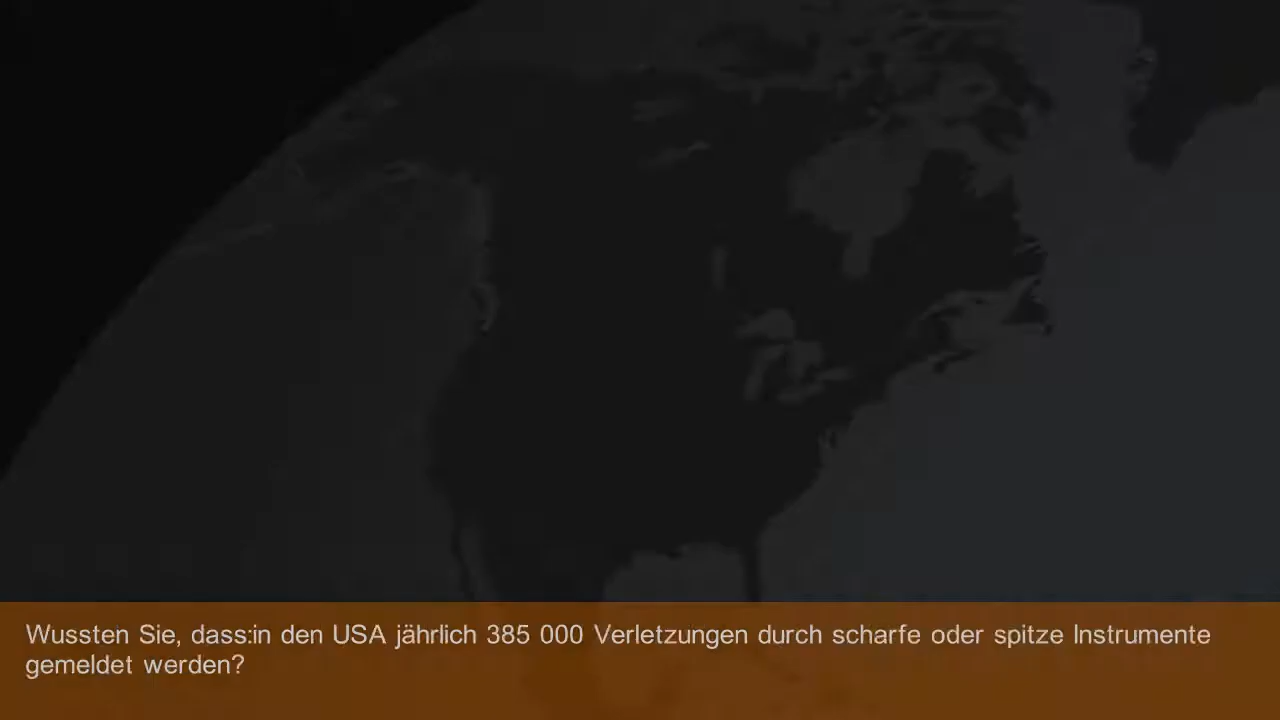 Wussten Sie, dass:in den USA jährlich 385 000 Verletzungen durch scharfe oder spitze Instrumente
gemeldet werden?